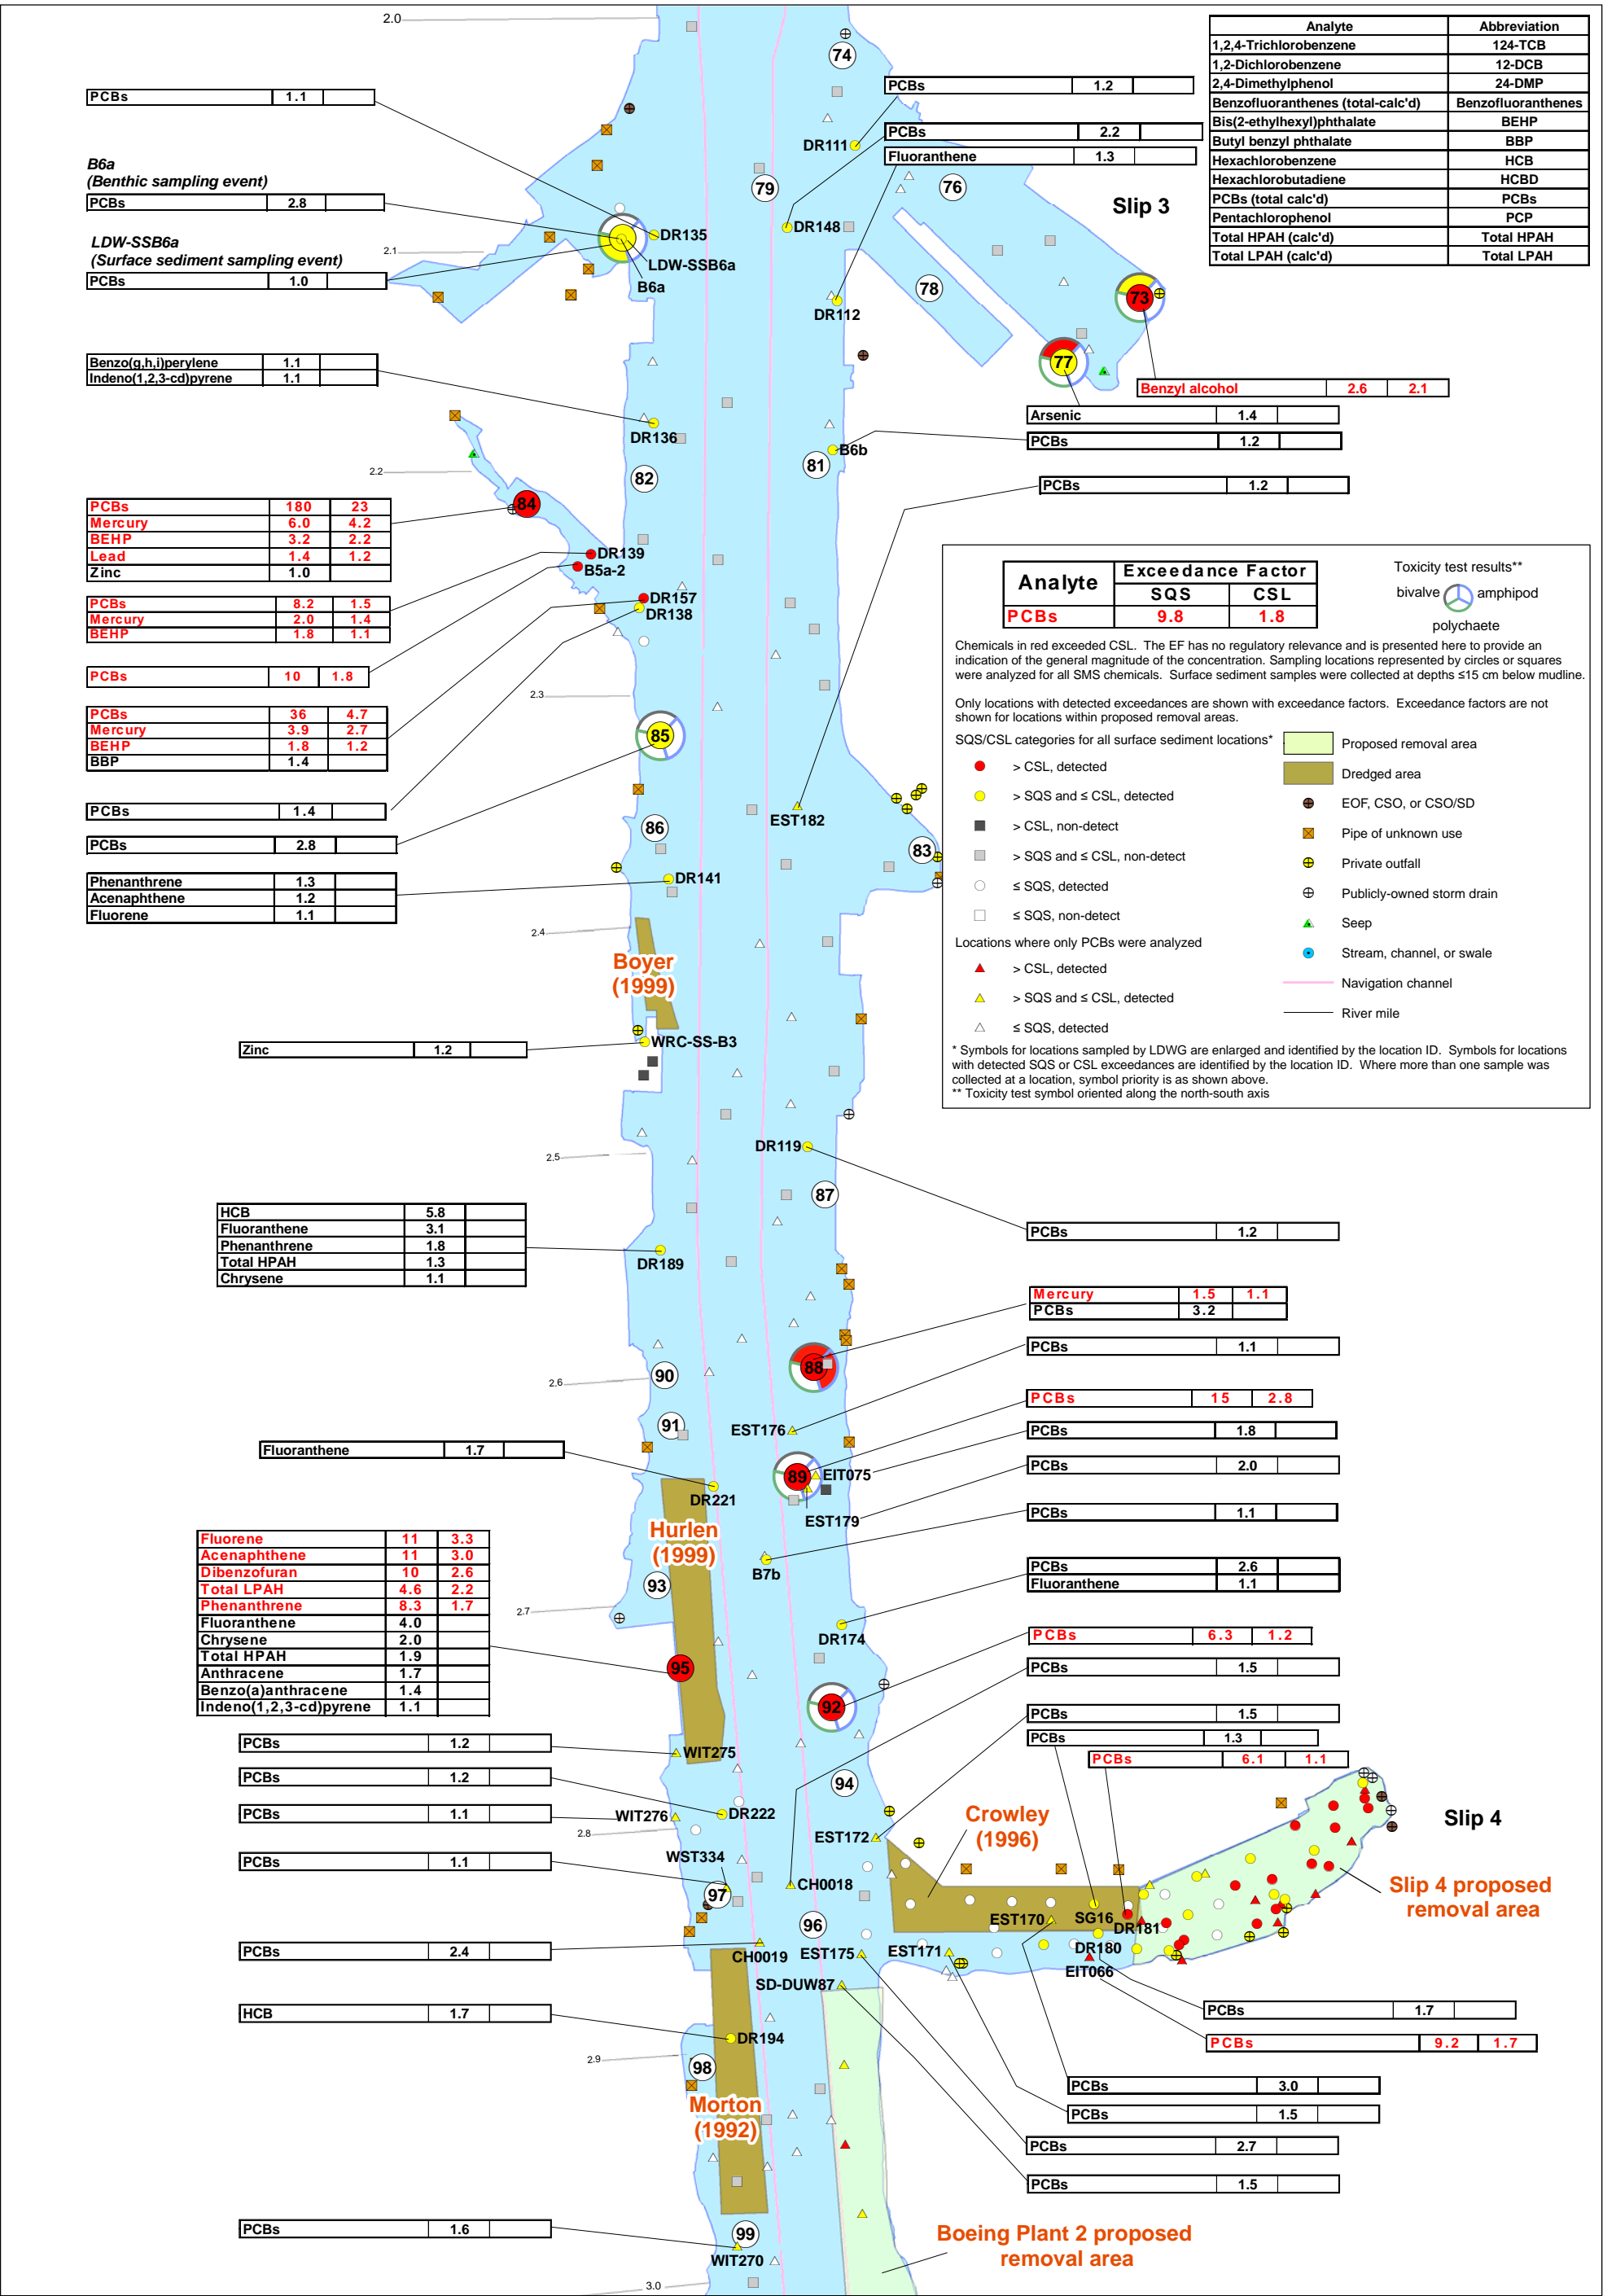 2.0
74
Analyte Abbreviation
1,2,4-Trichlorobenzene 124-TCB
1,2-Dichlorobenzene 12-DCB
2,4-Dimethylphenol 24-DMP
Benzofluoranthenes (total-calc'd) Benzofluoranthenes
Bis(2-ethylhexyl)phthalate BEHP
Butyl benzyl phthalate BBP
Hexachlorobenzene HCB
Hexachlorobutadiene HCBD
PCBs (total calc'd) PCBs
Pentachlorophenol PCP
Total HPAH (calc'd) Total HPAH
Total LPAH (calc'd) Total LPAH
PCBs 1.1
PCBs 1.2
PCBs 2.2
DR111
Fluoranthene 1.3
B6a
(Benthic sampling event)
PCBs 2.8
79
76
Slip 3
LDW-SSB6a
(Surface sediment sampling event)
PCBs 1.0
2.1
DR135
LDW-SSB6a
B6a
DR148
78
73
DR112
77
Benzo(g,h,i)perylene 1.1
Indeno(1,2,3-cd)pyrene 1.1
Benzyl alcohol 2.6 2.1
Arsenic 1.4
PCBs 1.2
DR136
B6b
81
82
2.2
PCBs 1.2
84
PCBs 180 23
Mercury 6.0 4.2
BEHP 3.2 2.2
Lead 1.4 1.2
Zinc 1.0
DR139
B5a-2
PCBs 8.2 1.5
Mercury 2.0 1.4
BEHP 1.8 1.1
DR157
DR138
PCBs 10 1.8
2.3
PCBs 36 4.7
Mercury 3.9 2.7
BEHP 1.8 1.2
BBP 1.4
85
PCBs 1.4
EST182
PCBs 2.8
86
83
Phenanthrene 1.3
Acenaphthene 1.2
Fluorene 1.1
DR141
Analyte Exceedance Factor
SQS CSL
PCBs 9.8 1.8
Toxicity test results**
bivalve amphipod
polychaete
Chemicals in red exceeded CSL. The EF has no regulatory relevance and is presented here to provide an
indication of the general magnitude of the concentration. Sampling locations represented by circles or squares
were analyzed for all SMS chemicals. Surface sediment samples were collected at depths ≤15 cm below mudline.
Only locations with detected exceedances are shown with exceedance factors. Exceedance factors are not
shown for locations within proposed removal areas.
SQS/CSL categories for all surface sediment locations*
> CSL, detected
> SQS and ≤ CSL, detected
> CSL, non-detect
> SQS and ≤ CSL, non-detect
≤ SQS, detected
≤ SQS, non-detect
Locations where only PCBs were analyzed
> CSL, detected
> SQS and ≤ CSL, detected
≤ SQS, detected
Proposed removal area
Dredged area
EOF, CSO, or CSO/SD
Pipe of unknown use
Private outfall
Publicly-owned storm drain
Seep
Stream, channel, or swale
Navigation channel
River mile
* Symbols for locations sampled by LDWG are enlarged and identified by the location ID. Symbols for locations
with detected SQS or CSL exceedances are identified by the location ID. Where more than one sample was
collected at a location, symbol priority is as shown above.
** Toxicity test symbol oriented along the north-south axis
2.4
Boyer
(1999)
Zinc 1.2
WRC-SS-B3
DR119
2.5
87
HCB 5.8
Fluoranthene 3.1
Phenanthrene 1.8
Total HPAH 1.3
Chrysene 1.1
DR189
PCBs 1.2
Mercury 1.5 1.1
PCBs 3.2
PCBs 1.1
88
90
2.6
PCBs 15 2.8
91
EST176
PCBs 1.8
Fluoranthene 1.7
PCBs 2.0
89
EIT075
DR221
EST179
PCBs 1.1
Hurlen
(1999)
B7b
PCBs 2.6
Fluoranthene 1.1
Fluorene 11 3.3
Acenaphthene 11 3.0
Dibenzofuran 10 2.6
Total LPAH 4.6 2.2
Phenanthrene 8.3 1.7
Fluoranthene 4.0
Chrysene 2.0
Total HPAH 1.9
Anthracene 1.7
Benzo(a)anthracene 1.4
Indeno(1,2,3-cd)pyrene 1.1
93
2.7
DR174
PCBs 6.3 1.2
95
PCBs 1.5
92
PCBs 1.5
PCBs 1.3
PCBs 6.1 1.1
PCBs 1.2
WIT275
PCBs 1.2
94
DR222
PCBs 1.1
WIT276
2.8
Crowley
(1996)
Slip 4
EST172
WST334
PCBs 1.1
97
CH0018
Slip 4 proposed
removal area
96
EST170
SG16
DR181
PCBs 2.4
CH0019
EST175
EST171
DR180
EIT066
SD-DUW87
HCB 1.7
DR194
PCBs 1.7
PCBs 9.2 1.7
2.9
98
PCBs 3.0
PCBs 1.5
Morton
(1992)
PCBs 2.7
PCBs 1.5
PCBs 1.6
99
WIT270
Boeing Plant 2 proposed
removal area
3.0